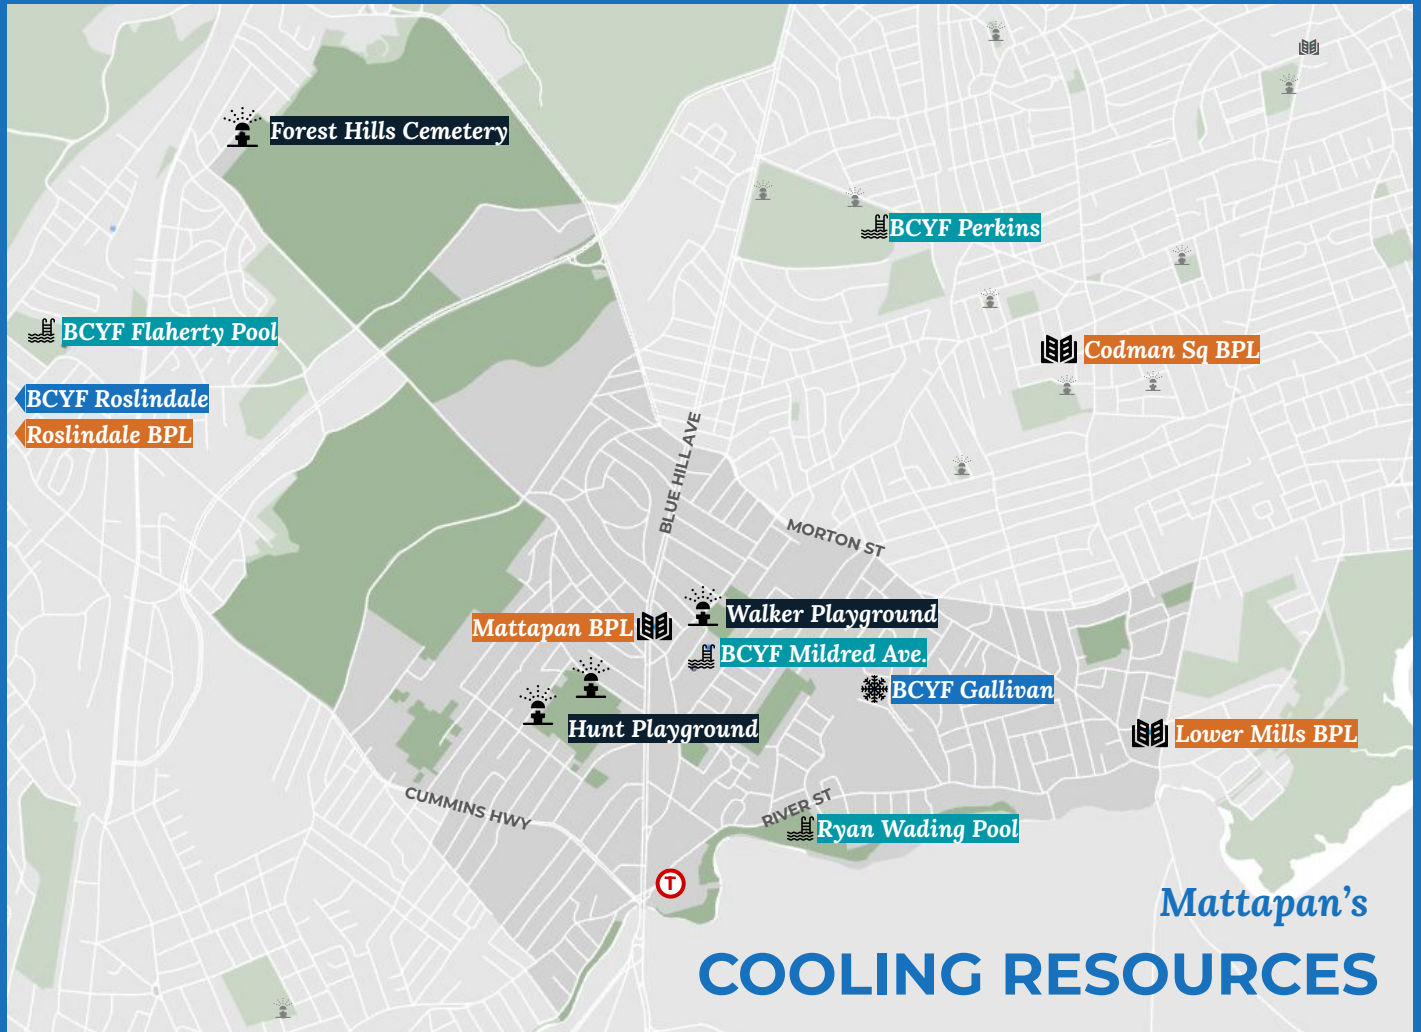 Forest Hills Cemetery
BCYF Perkins
BCYF Flaherty Pool
Codman Sq BPL
BCYF Roslindale
Roslindale BPL
BLUE HILL AVE
MORTON ST
Walker Playground
Mattapan BPL
BCYF Mildred Ave.
BCYF Gallivan
Hunt Playground
Lower Mills BPL
CUMMINS HWY
RIVER ST
Ryan Wading Pool
T
Mattapan's
COOLING RESOURCES